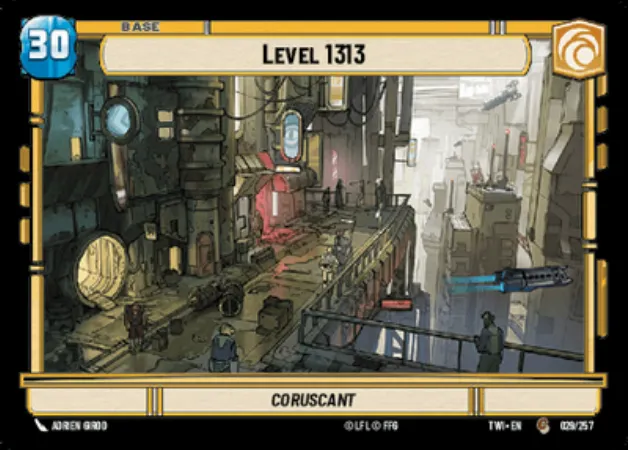 BASE
30
LEVEL 1313
CORUSCANT
ADRIEN GIROD
© LFL © FFG
TWI • EN
029/257